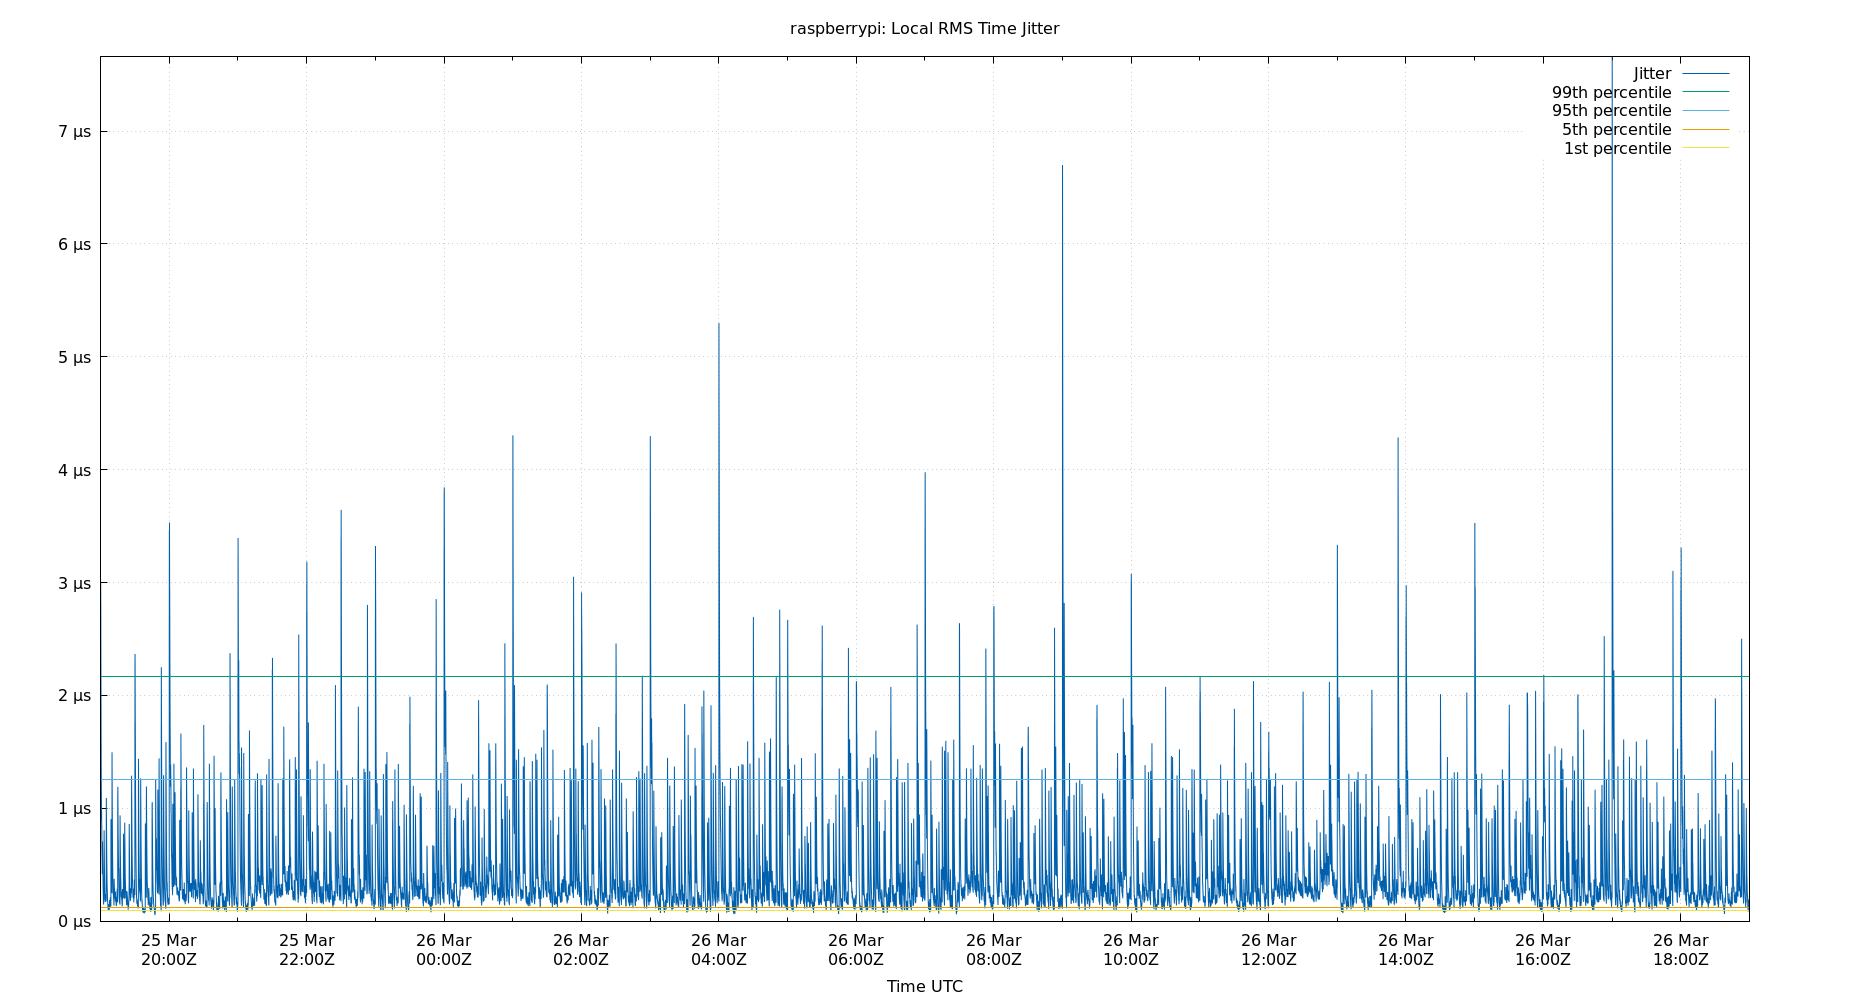 raspberrypi: Local RMS Time Jitter
Jitter
99th percentile
95th percentile
5th percentile
1st percentile
7 µs
6 µs
5 µs
4 µs
3 µs
2 µs
1 µs
0 µs
25 Mar 25 Mar 26 Mar 26 Mar 26 Mar 26 Mar 26 Mar 26 Mar 26 Mar 26 Mar 26 Mar 26 Mar
20:00Z 22:00Z 00:00Z 02:00Z 04:00Z 06:00Z 08:00Z 10:00Z 12:00Z 14:00Z 16:00Z 18:00Z
Time UTC